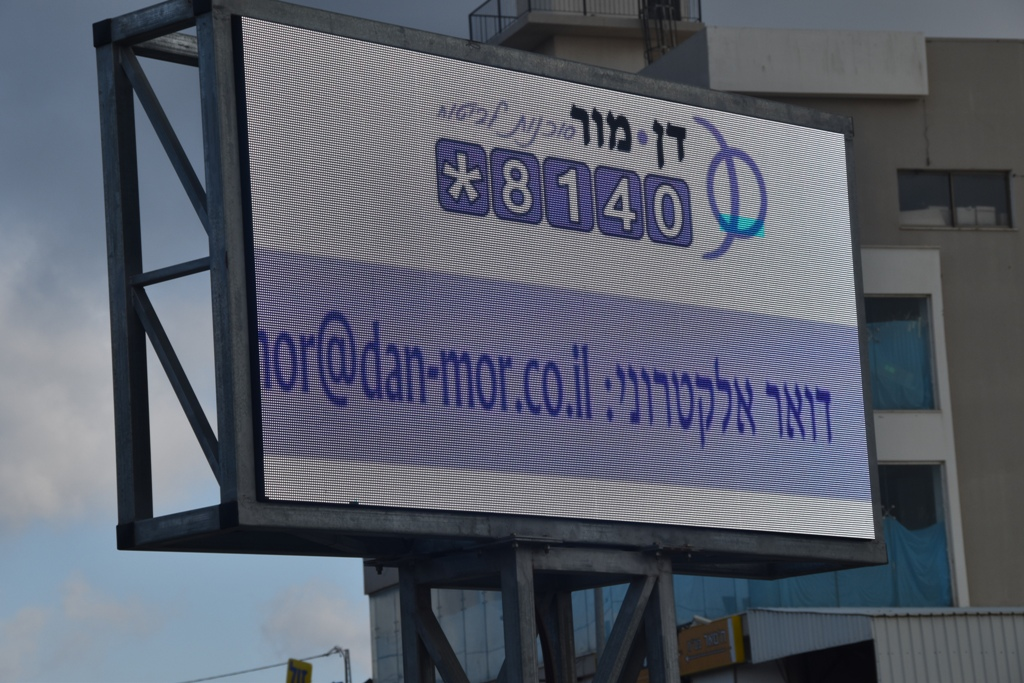 דן·מור סוכנות לביטוח
*8140
דואר אלקטרוני: nor@dan-mor.co.il